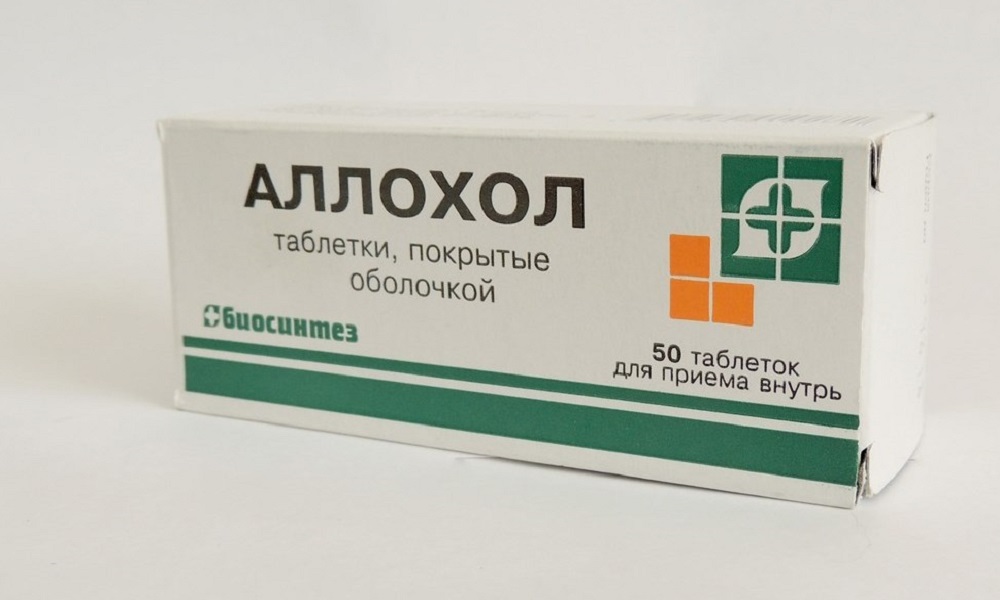 АЛЛОХОЛ
таблетки, покрытые
оболочкой
биосинтез
50 таблеток
для приема внутрь